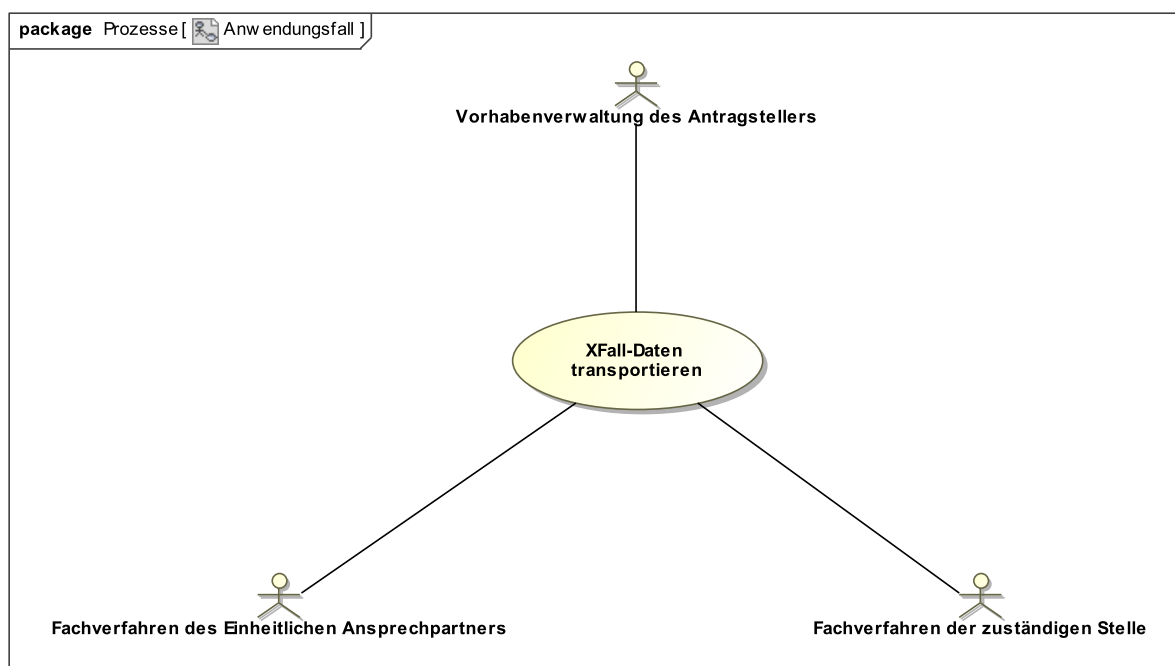 package Prozesse [ Anwendungsfall ]
Vorhabenverwaltung des Antragstellers
XFall-Daten
transportieren
Fachverfahren des Einheitlichen Ansprechpartners
Fachverfahren der zuständigen Stelle